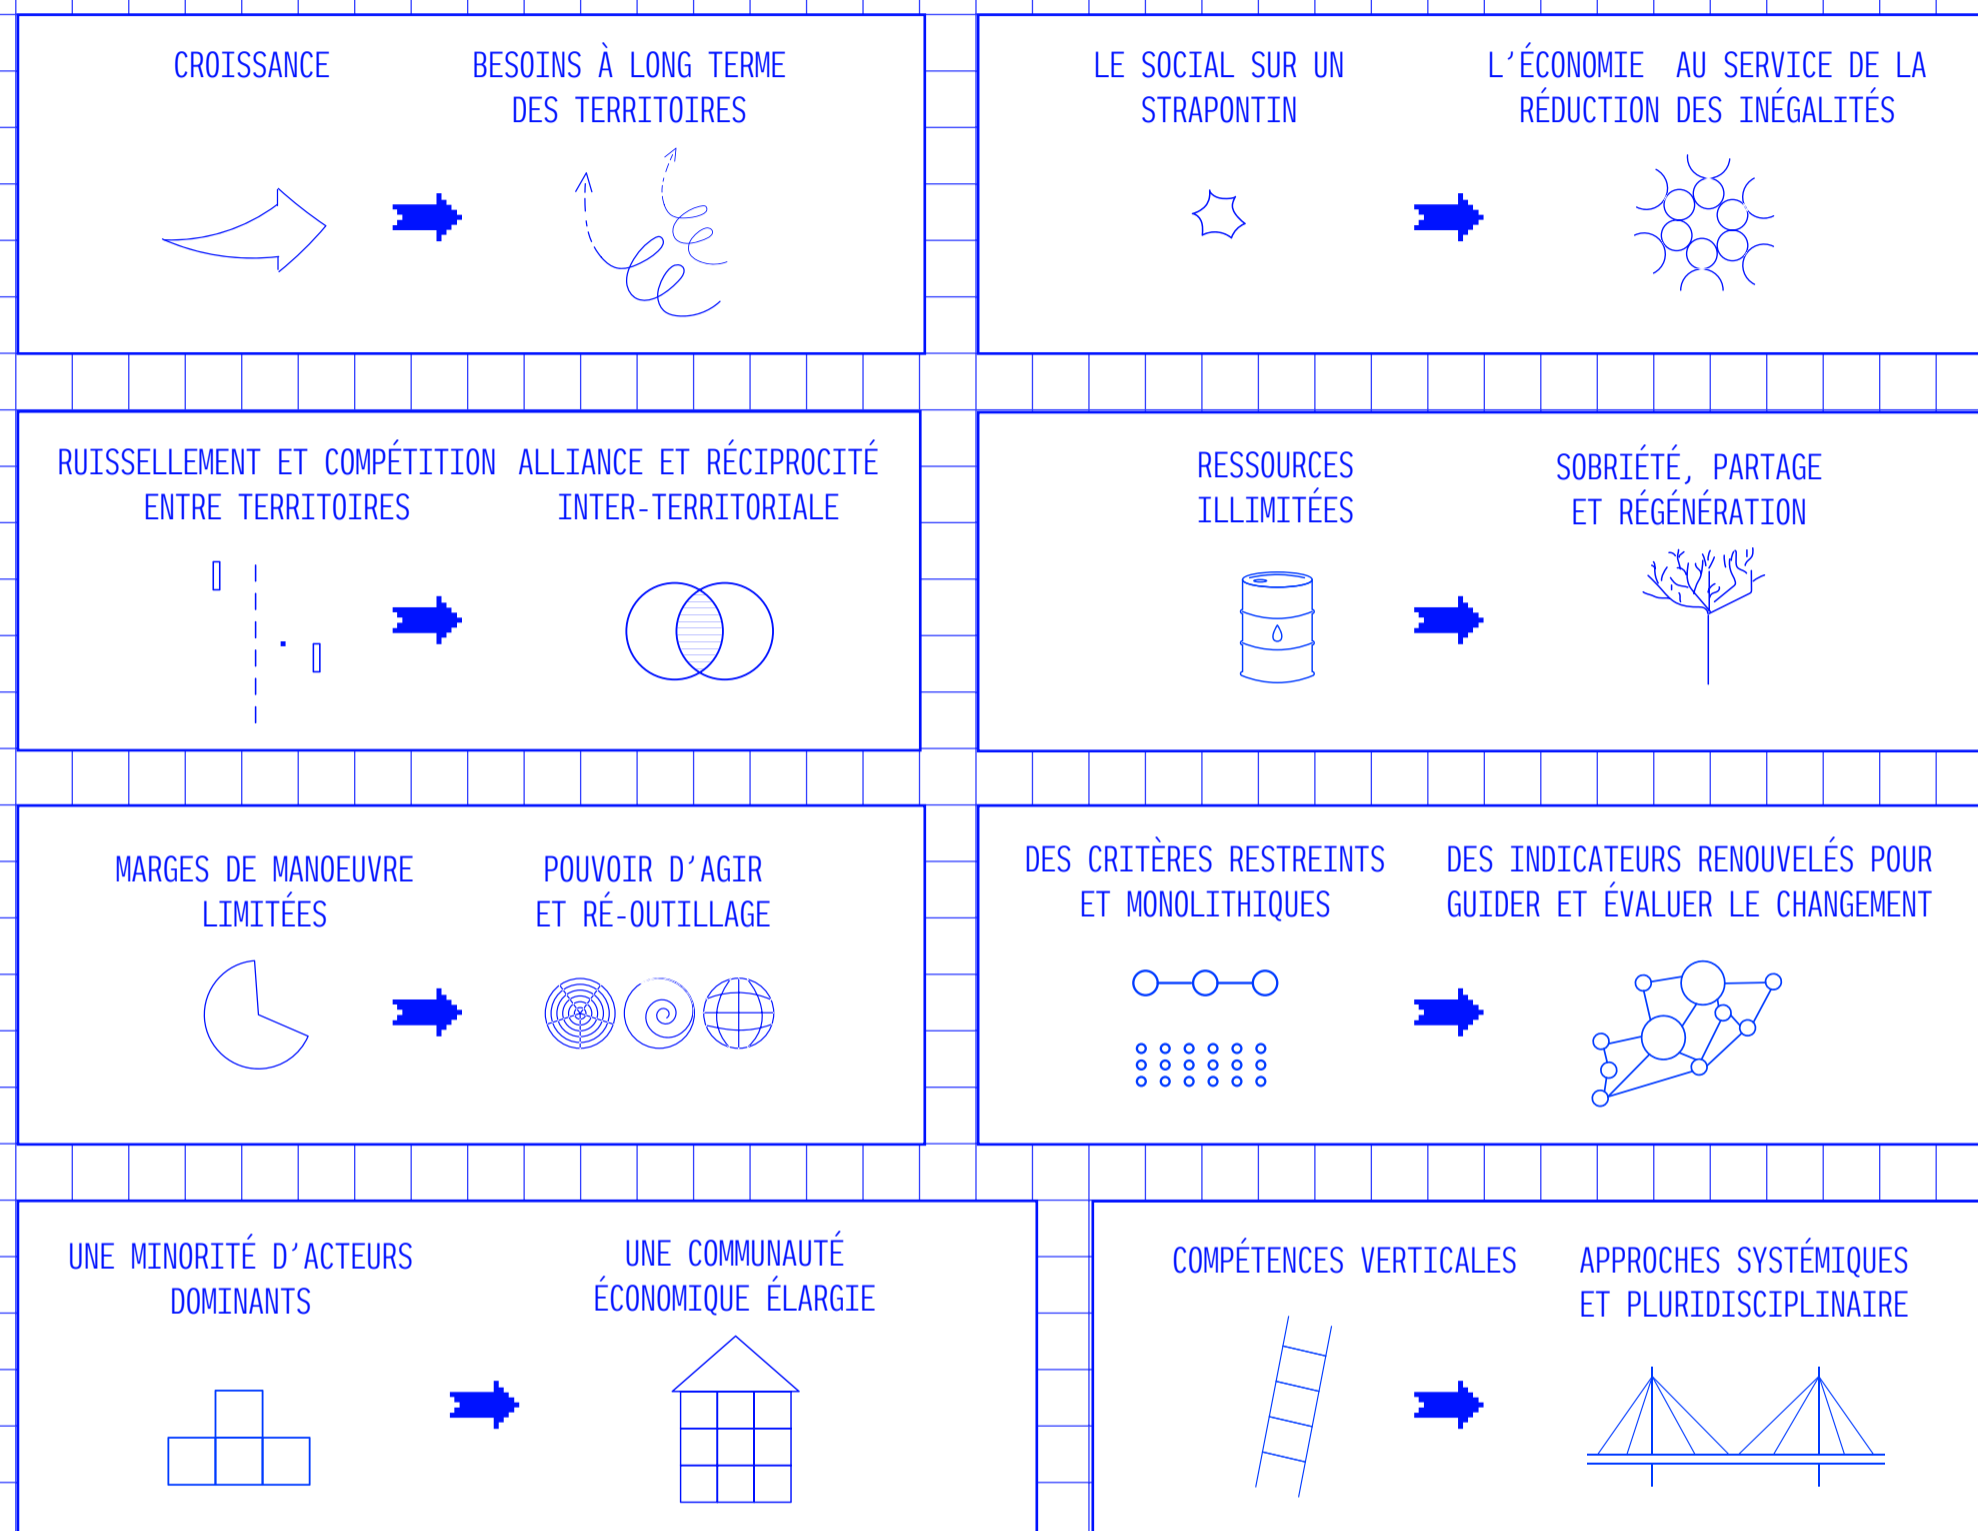 CROISSANCE
BESOINS À LONG TERME
DES TERRITOIRES
LE SOCIAL SUR UN
STRAPONTIN
L’ÉCONOMIE  AU SERVICE DE LA
RÉDUCTION DES INÉGALITÉS
RUISSELLEMENT ET COMPÉTITION
ENTRE TERRITOIRES
ALLIANCE ET RÉCIPROCITÉ
INTER-TERRITORIALE
RESSOURCES
ILLIMITÉES
SOBRIÉTÉ, PARTAGE
ET RÉGÉNÉRATION
MARGES DE MANOEUVRE
LIMITÉES
POUVOIR D’AGIR
ET RÉ-OUTILLAGE
DES CRITÈRES RESTREINTS
ET MONOLITHIQUES
DES INDICATEURS RENOUVELÉS POUR
GUIDER ET ÉVALUER LE CHANGEMENT
UNE MINORITÉ D’ACTEURS
DOMINANTS
UNE COMMUNAUTÉ
ÉCONOMIQUE ÉLARGIE
COMPÉTENCES VERTICALES
APPROCHES SYSTÉMIQUES
ET PLURIDISCIPLINAIRE